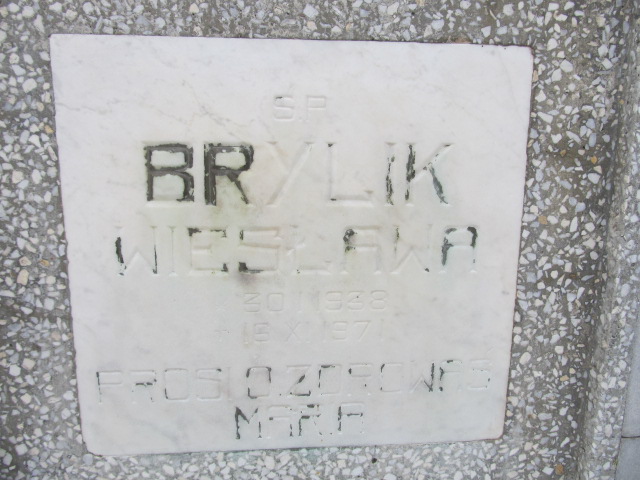 S.P.
BRYLIK
WIESŁAWA
* 30 I 1938
+ 19 XI 1971
PROSI O ZDROWAŚ
MARIA